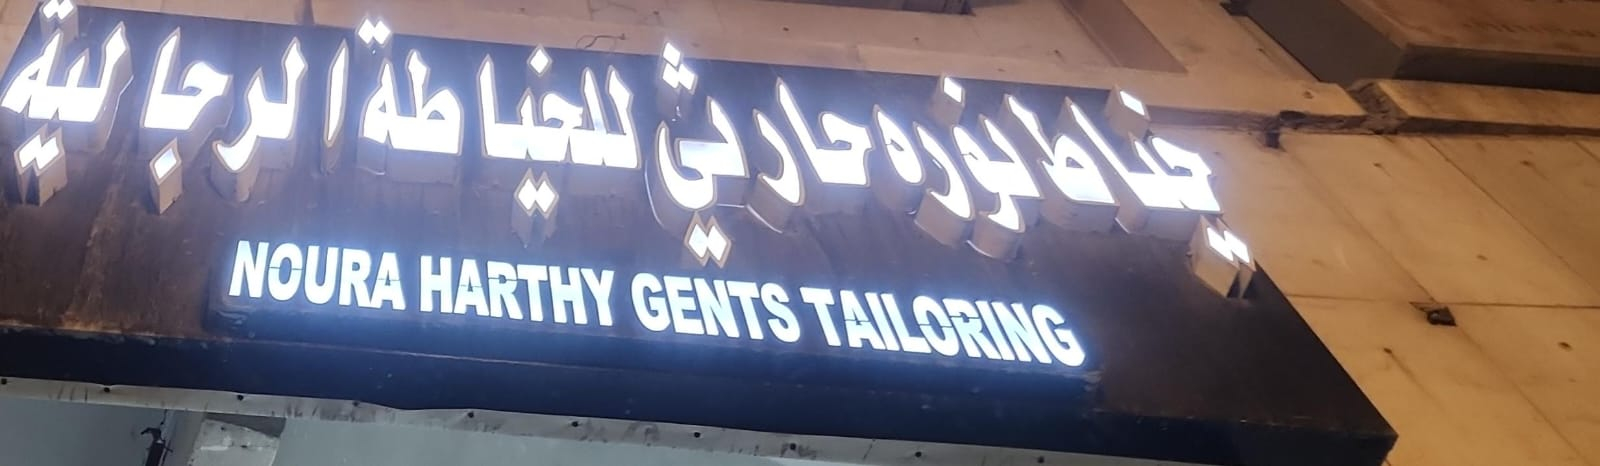 خياط نوره حارثي للخياطة الرجالية
NOURA HARTHY GENTS TAILORING